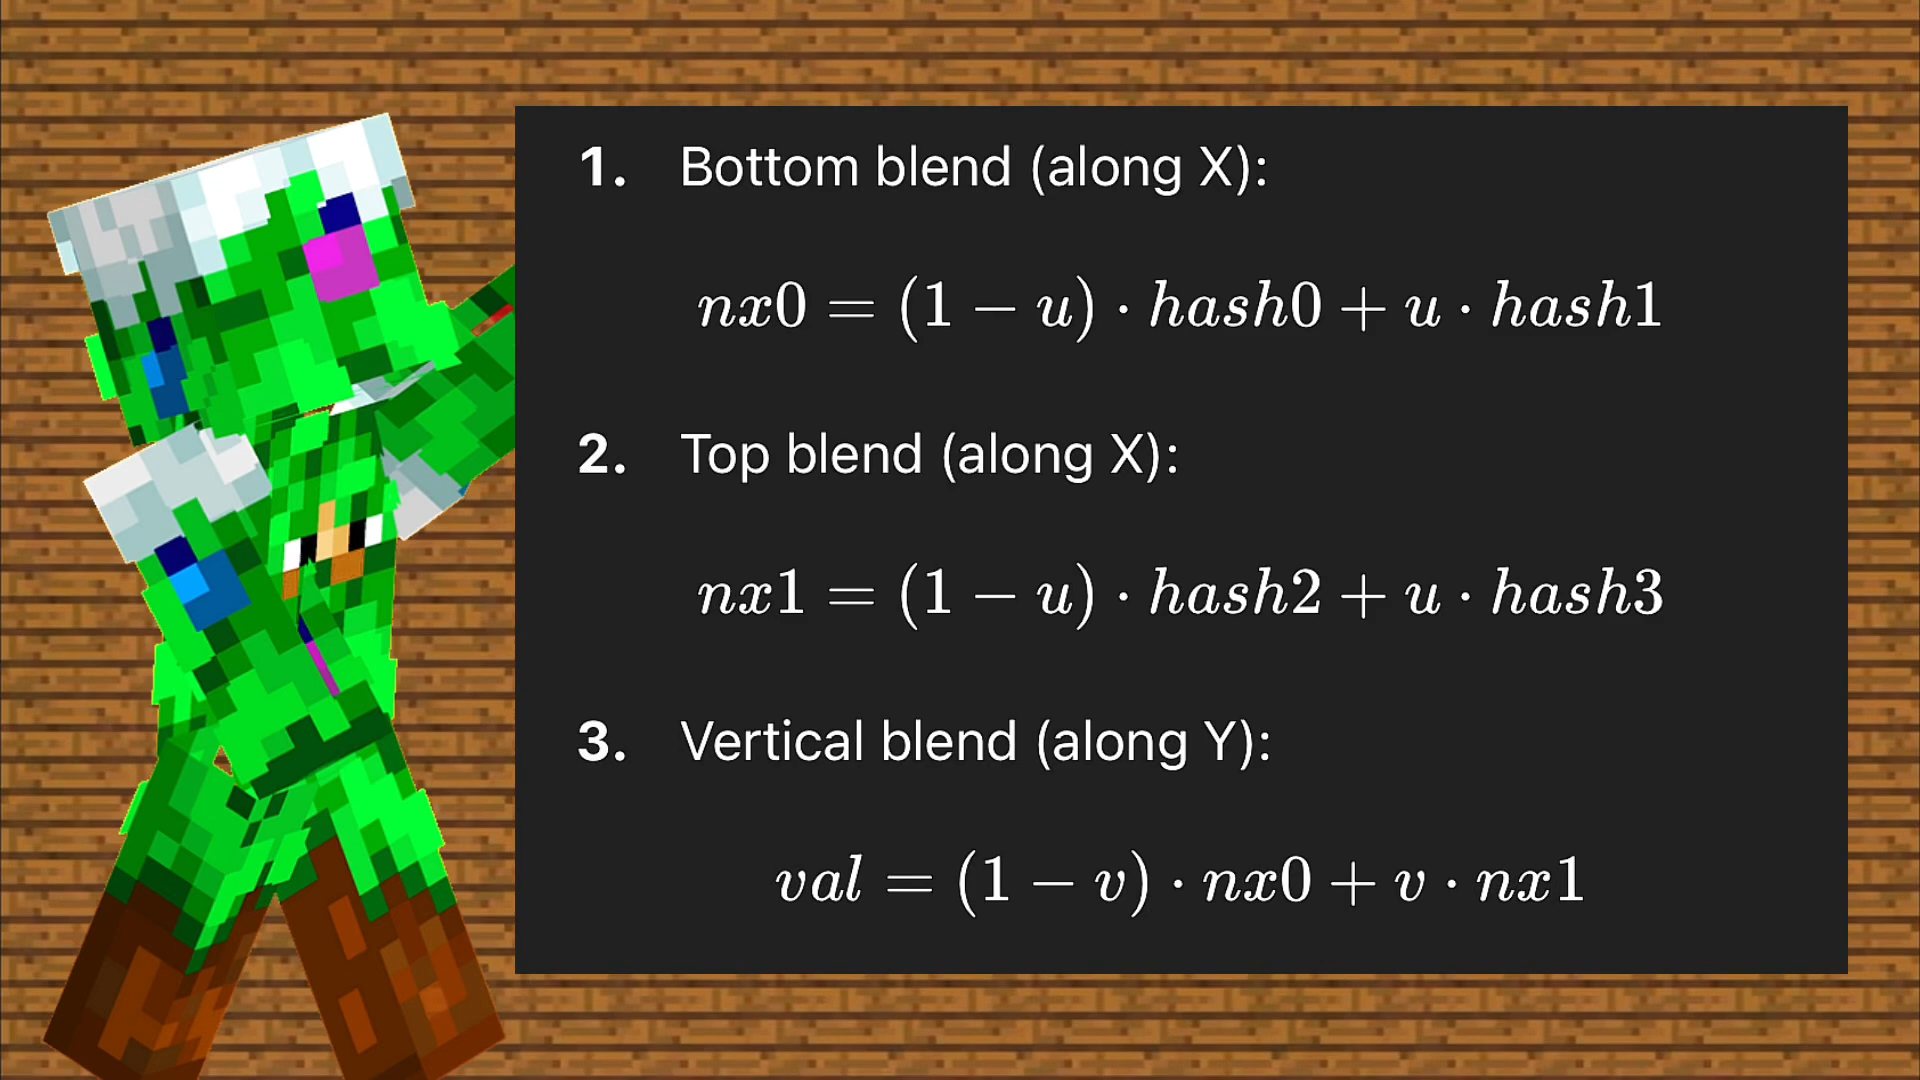 1. Bottom blend (along X):
nx0 = (1 − u) · hash0 + u · hash1
2. Top blend (along X):
nx1 = (1 − u) · hash2 + u · hash3
3. Vertical blend (along Y):
val = (1 − v) · nx0 + v · nx1